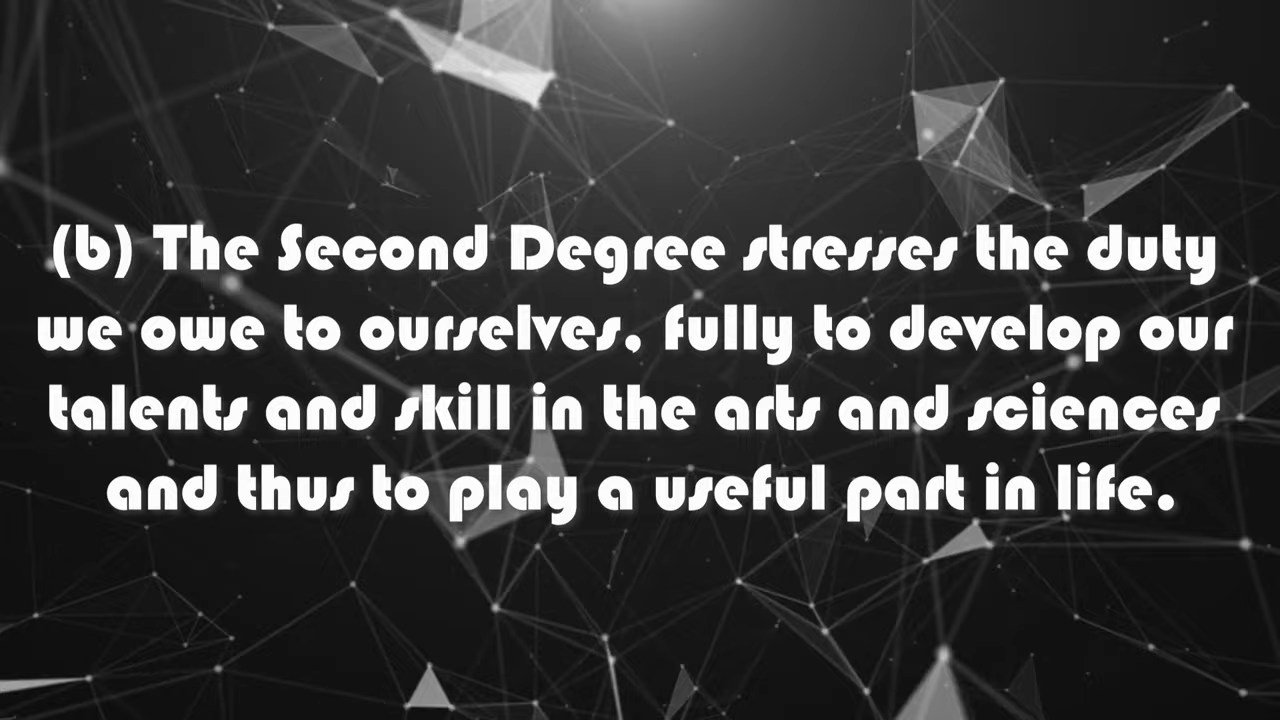 (b) The Second Degree stresses the duty
we owe to ourselves, fully to develop our
talents and skill in the arts and sciences
and thus to play a useful part in life.